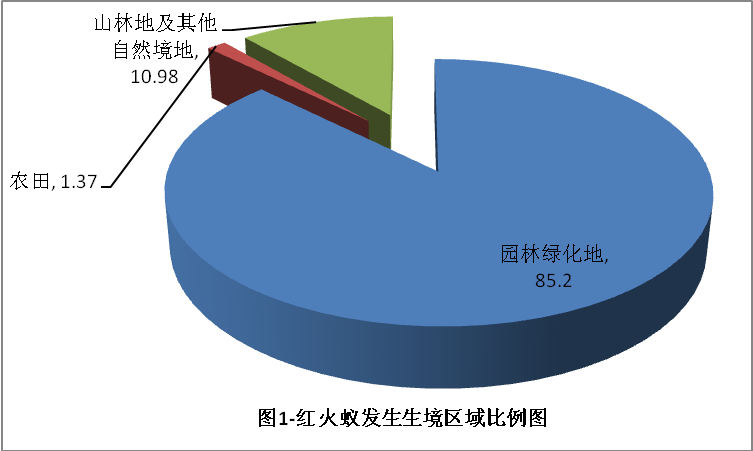 山林地及其他
自然境地,
10.98
农田, 1.37
园林绿化地,
85.2
图1-红火蚁发生生境区域比例图